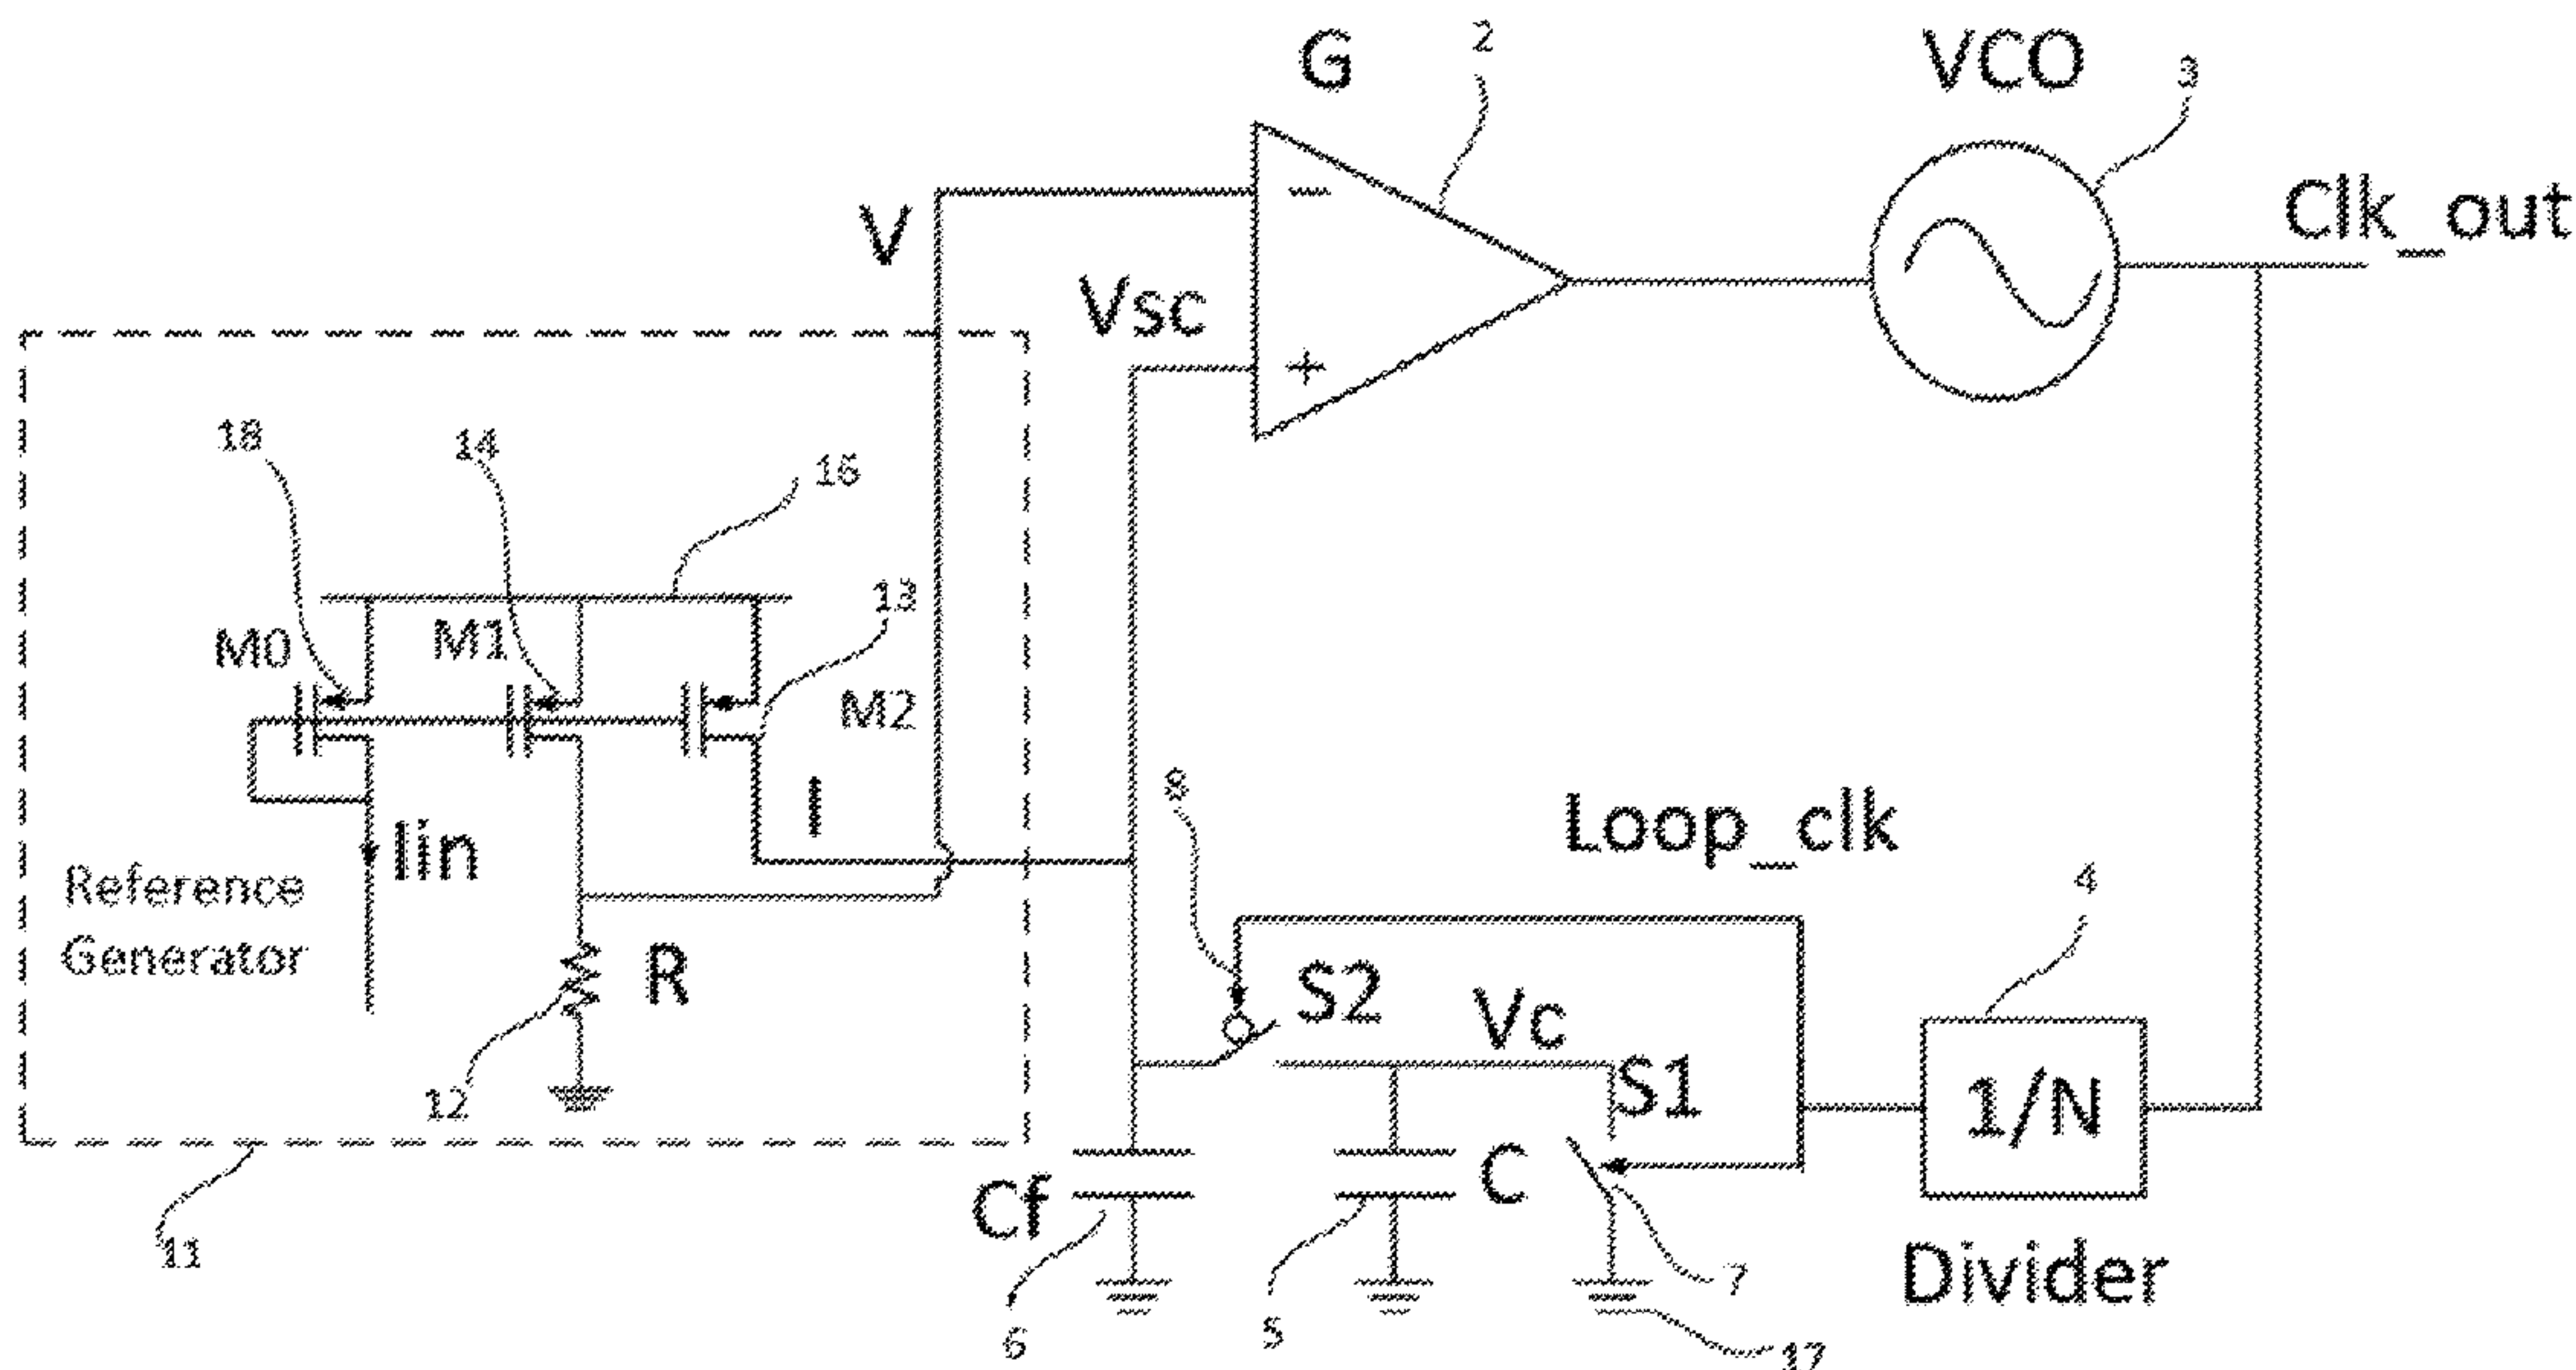 G
2
VCO
3
Clk_out
V
−
Vsc
+
18
14
16
13
M0
M1
M2
I
Iin
Reference
Generator
R
12
11
8
Loop_clk
4
S2
Vc
S1
1/N
Cf
C
Divider
7
6
5
17